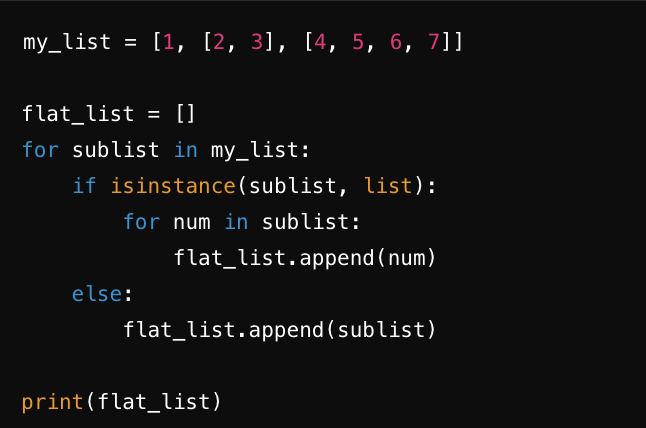 my_list = [1, [2, 3], [4, 5, 6, 7]]

flat_list = []
for sublist in my_list:
    if isinstance(sublist, list):
        for num in sublist:
            flat_list.append(num)
    else:
        flat_list.append(sublist)

print(flat_list)